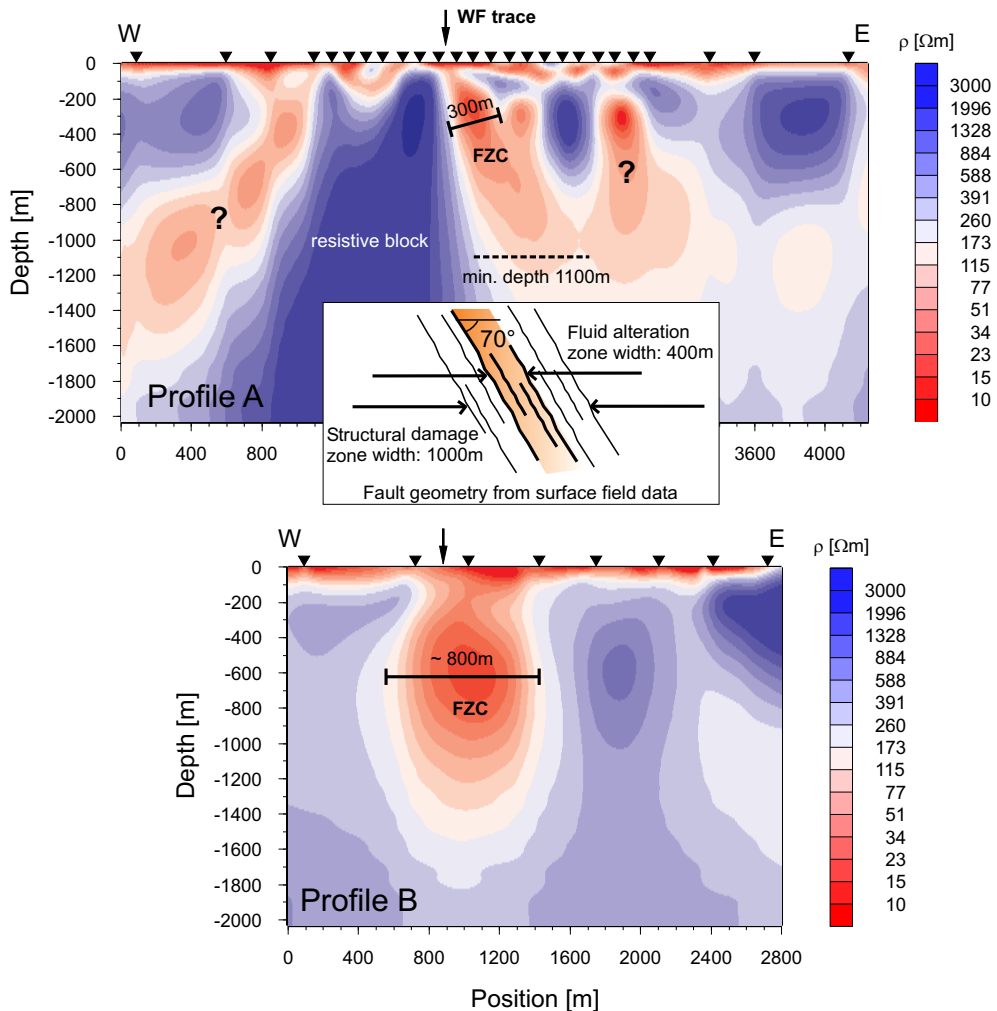 WF trace
W
E
ρ [Ωm]
0
-200
-400
-600
-800
-1000
-1200
-1400
-1600
-1800
-2000
Depth [m]
300m
FZC
?
?
resistive block
min. depth 1100m
Profile A
0
400
800
3600
4000
3000
1996
1328
884
588
391
260
173
115
77
51
34
23
15
10
70°
Fluid alteration
zone width: 400m
Structural damage
zone width: 1000m
Fault geometry from surface field data
W
E
ρ [Ωm]
0
-200
-400
-600
-800
-1000
-1200
-1400
-1600
-1800
-2000
Depth [m]
~ 800m
FZC
Profile B
0
400
800
1200
1600
2000
2400
2800
Position [m]
3000
1996
1328
884
588
391
260
173
115
77
51
34
23
15
10